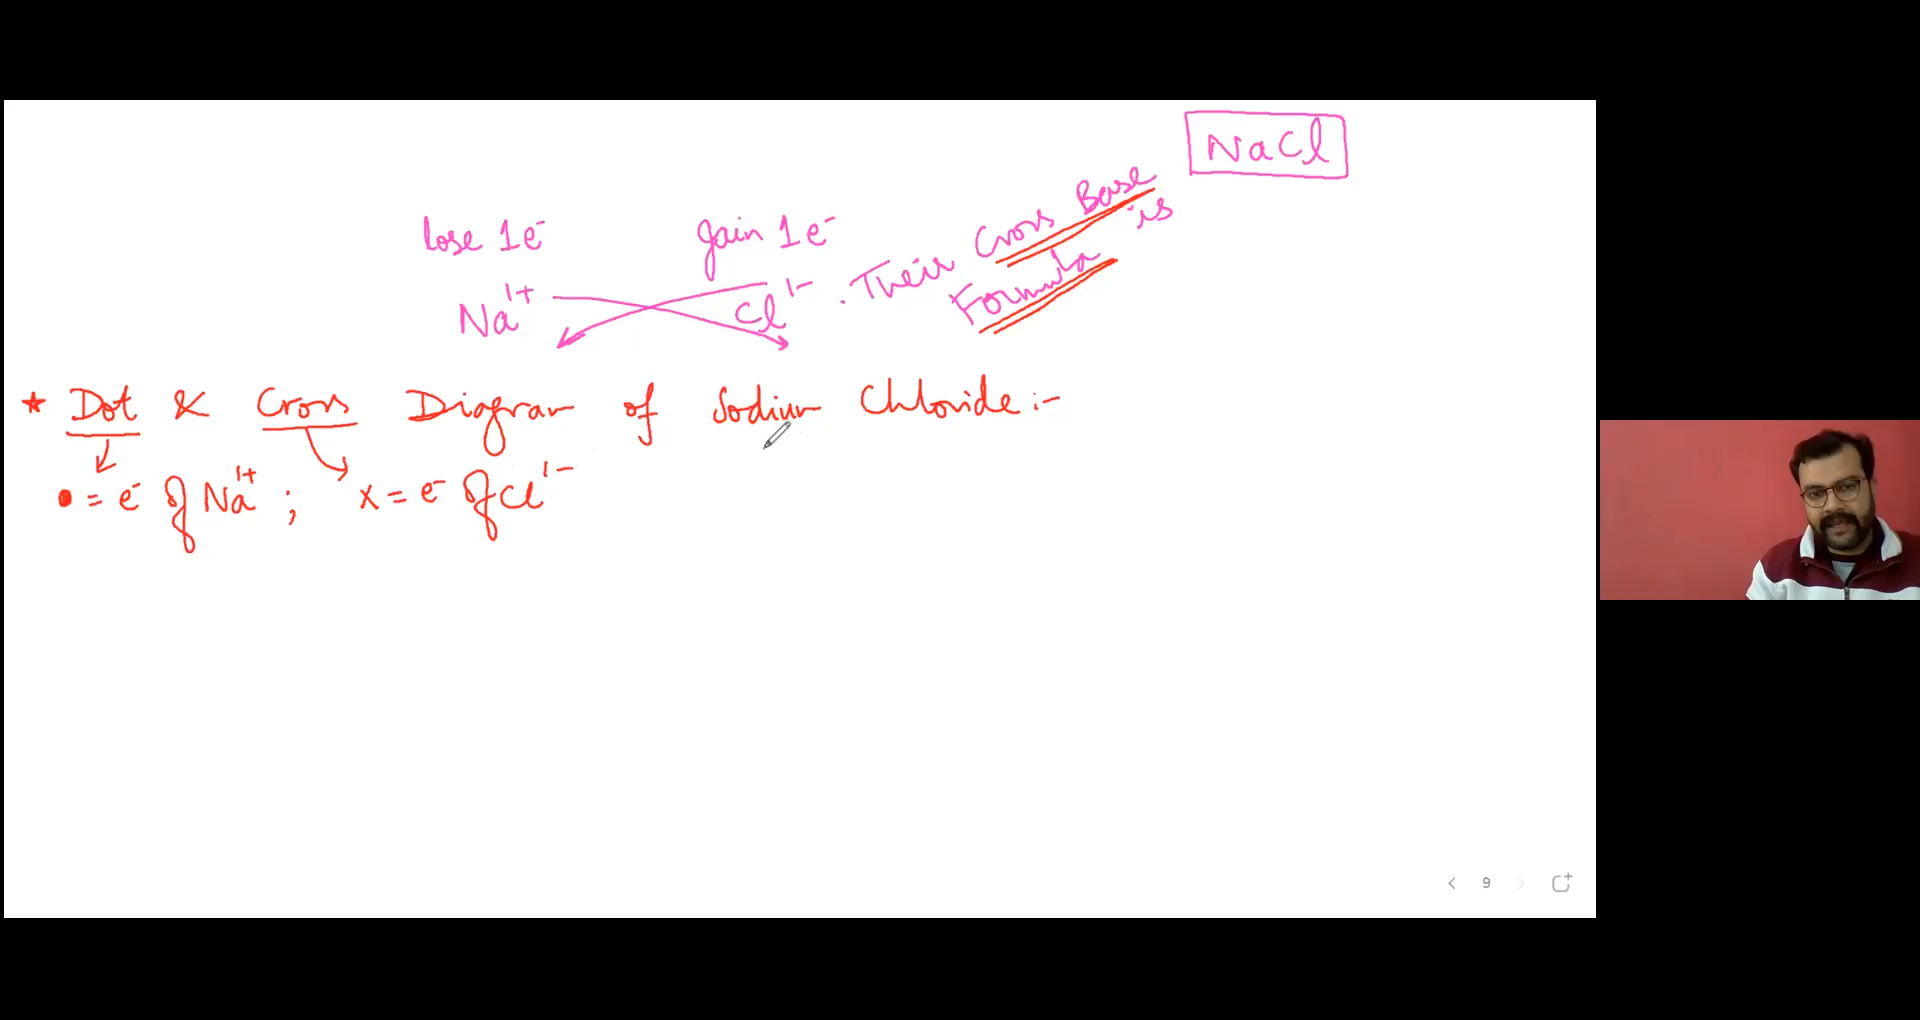 NaCl
lose 1e⁻ gain 1e⁻
Na¹⁺ Cl¹⁻ . Their Cross Base
Formula is
★ Dot & Cross Diagram of Sodium Chloride :-
• = e⁻ of Na¹⁺ ; x = e⁻ of Cl¹⁻
9